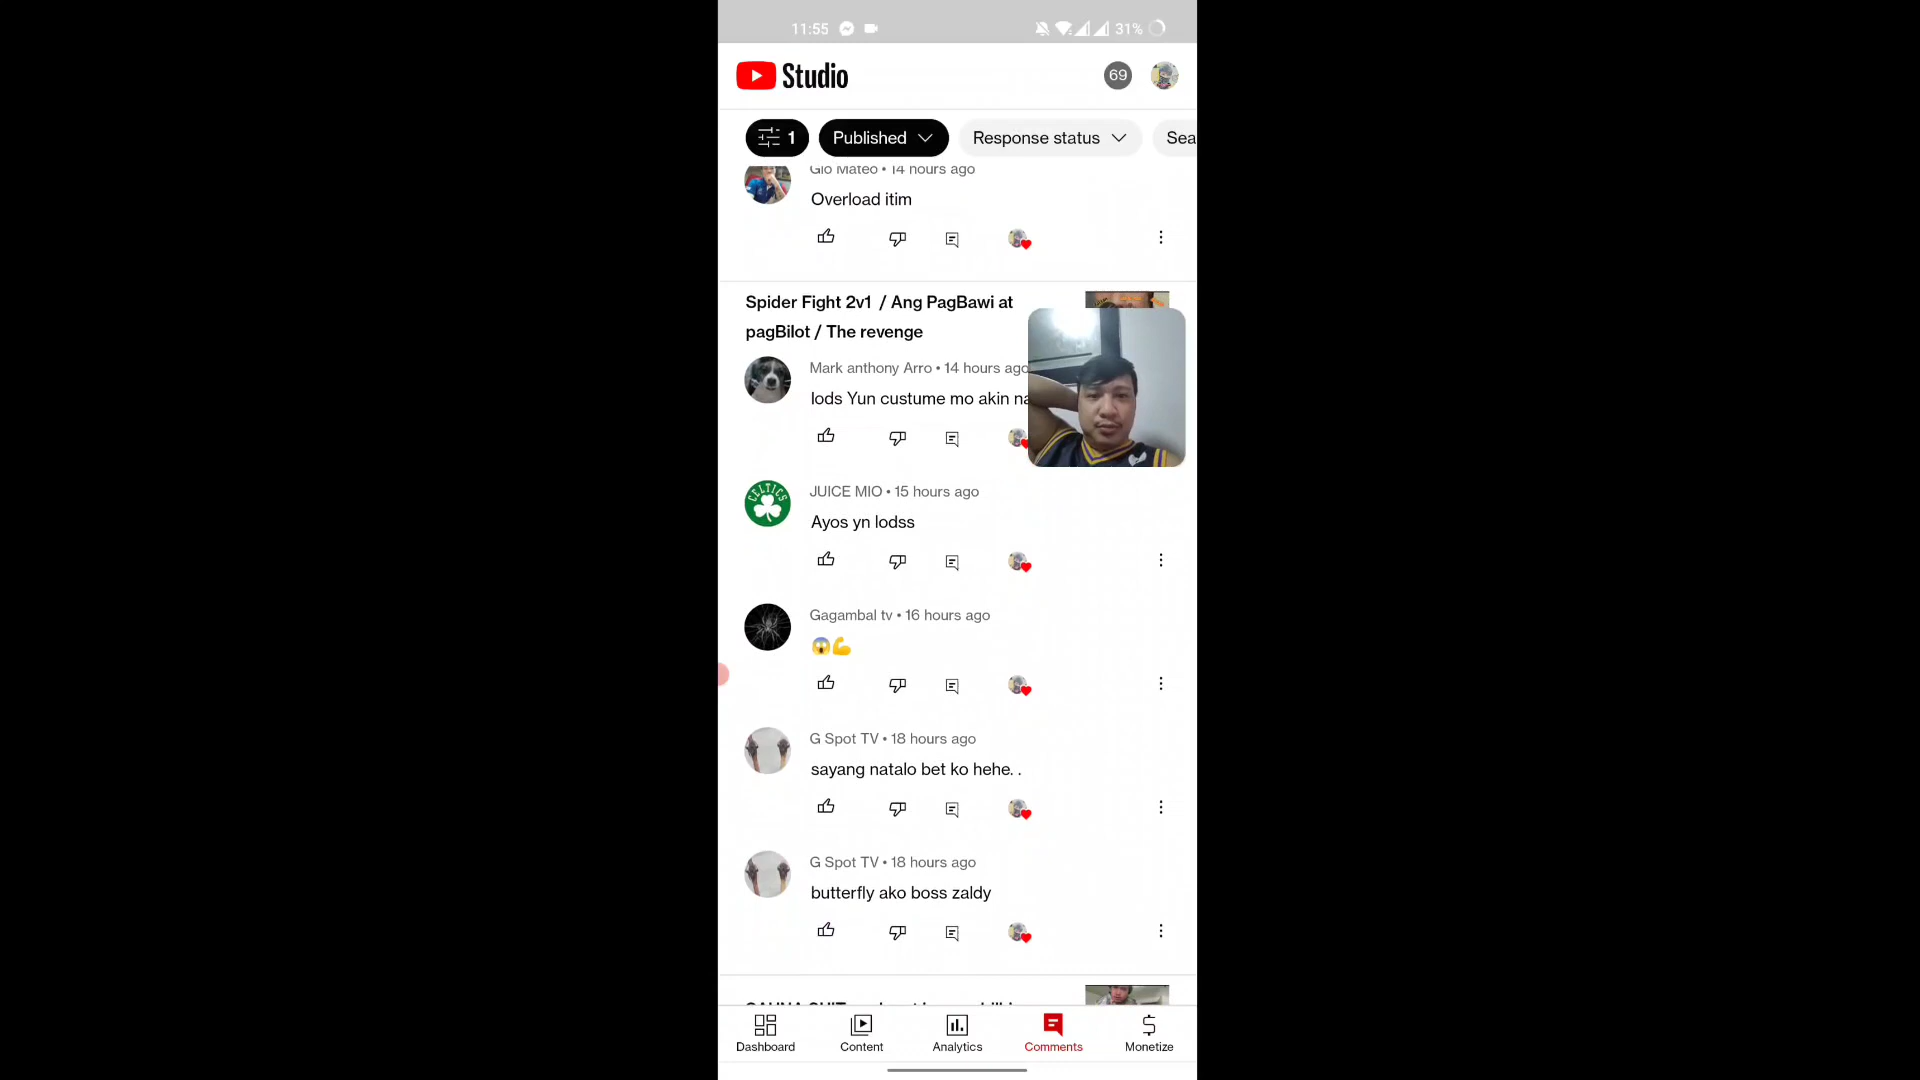 11:55 31%
Studio 69
1 Published Response status Sea
Glo Mateo • 14 hours ago
Overload itim
Spider Fight 2v1 / Ang PagBawi at
pagBilot / The revenge
Mark anthony Arro • 14 hours ago
lods Yun custume mo akin na
CELTICS
JUICE MIO • 15 hours ago
Ayos yn lodss
Gagambal tv • 16 hours ago
😱💪
G Spot TV • 18 hours ago
sayang natalo bet ko hehe. .
G Spot TV • 18 hours ago
butterfly ako boss zaldy
Dashboard Content Analytics Comments Monetize